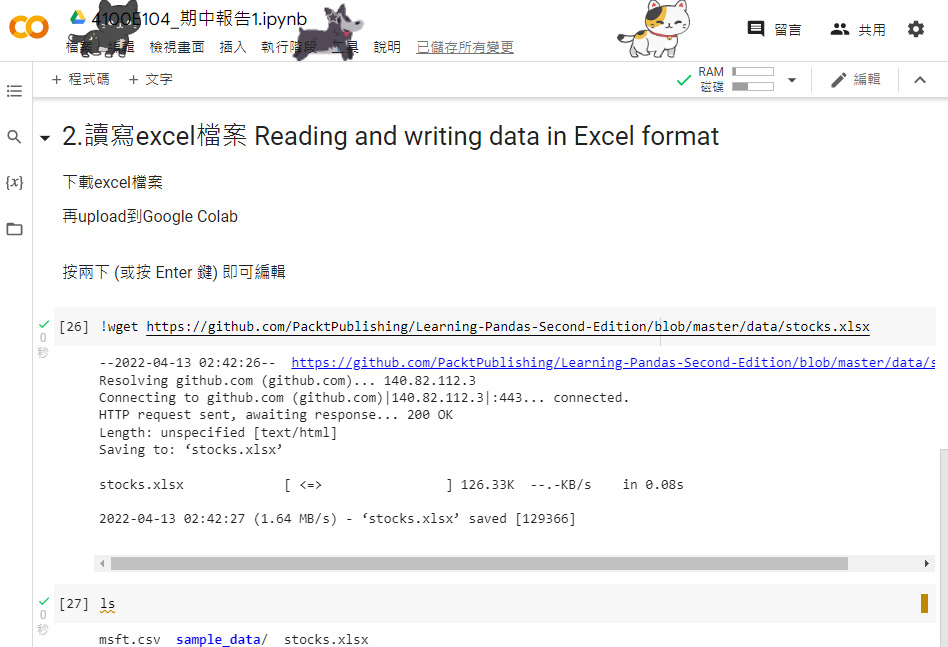 4100E104_期中報告1.ipynb
檔案 編輯 檢視畫面 插入 執行階段 工具 說明 已儲存所有變更
留言 共用
+ 程式碼 + 文字
RAM
磁碟
編輯
2.讀寫excel檔案 Reading and writing data in Excel format
下載excel檔案
再upload到Google Colab
按兩下 (或按 Enter 鍵) 即可編輯
[26] !wget https://github.com/PacktPublishing/Learning-Pandas-Second-Edition/blob/master/data/stocks.xlsx
0
秒
--2022-04-13 02:42:26-- https://github.com/PacktPublishing/Learning-Pandas-Second-Edition/blob/master/data/s
Resolving github.com (github.com)... 140.82.112.3
Connecting to github.com (github.com)|140.82.112.3|:443... connected.
HTTP request sent, awaiting response... 200 OK
Length: unspecified [text/html]
Saving to: ‘stocks.xlsx’
stocks.xlsx [ <=> ] 126.33K --.-KB/s in 0.08s
2022-04-13 02:42:27 (1.64 MB/s) - ‘stocks.xlsx’ saved [129366]
[27] ls
0
秒
msft.csv sample_data/ stocks.xlsx